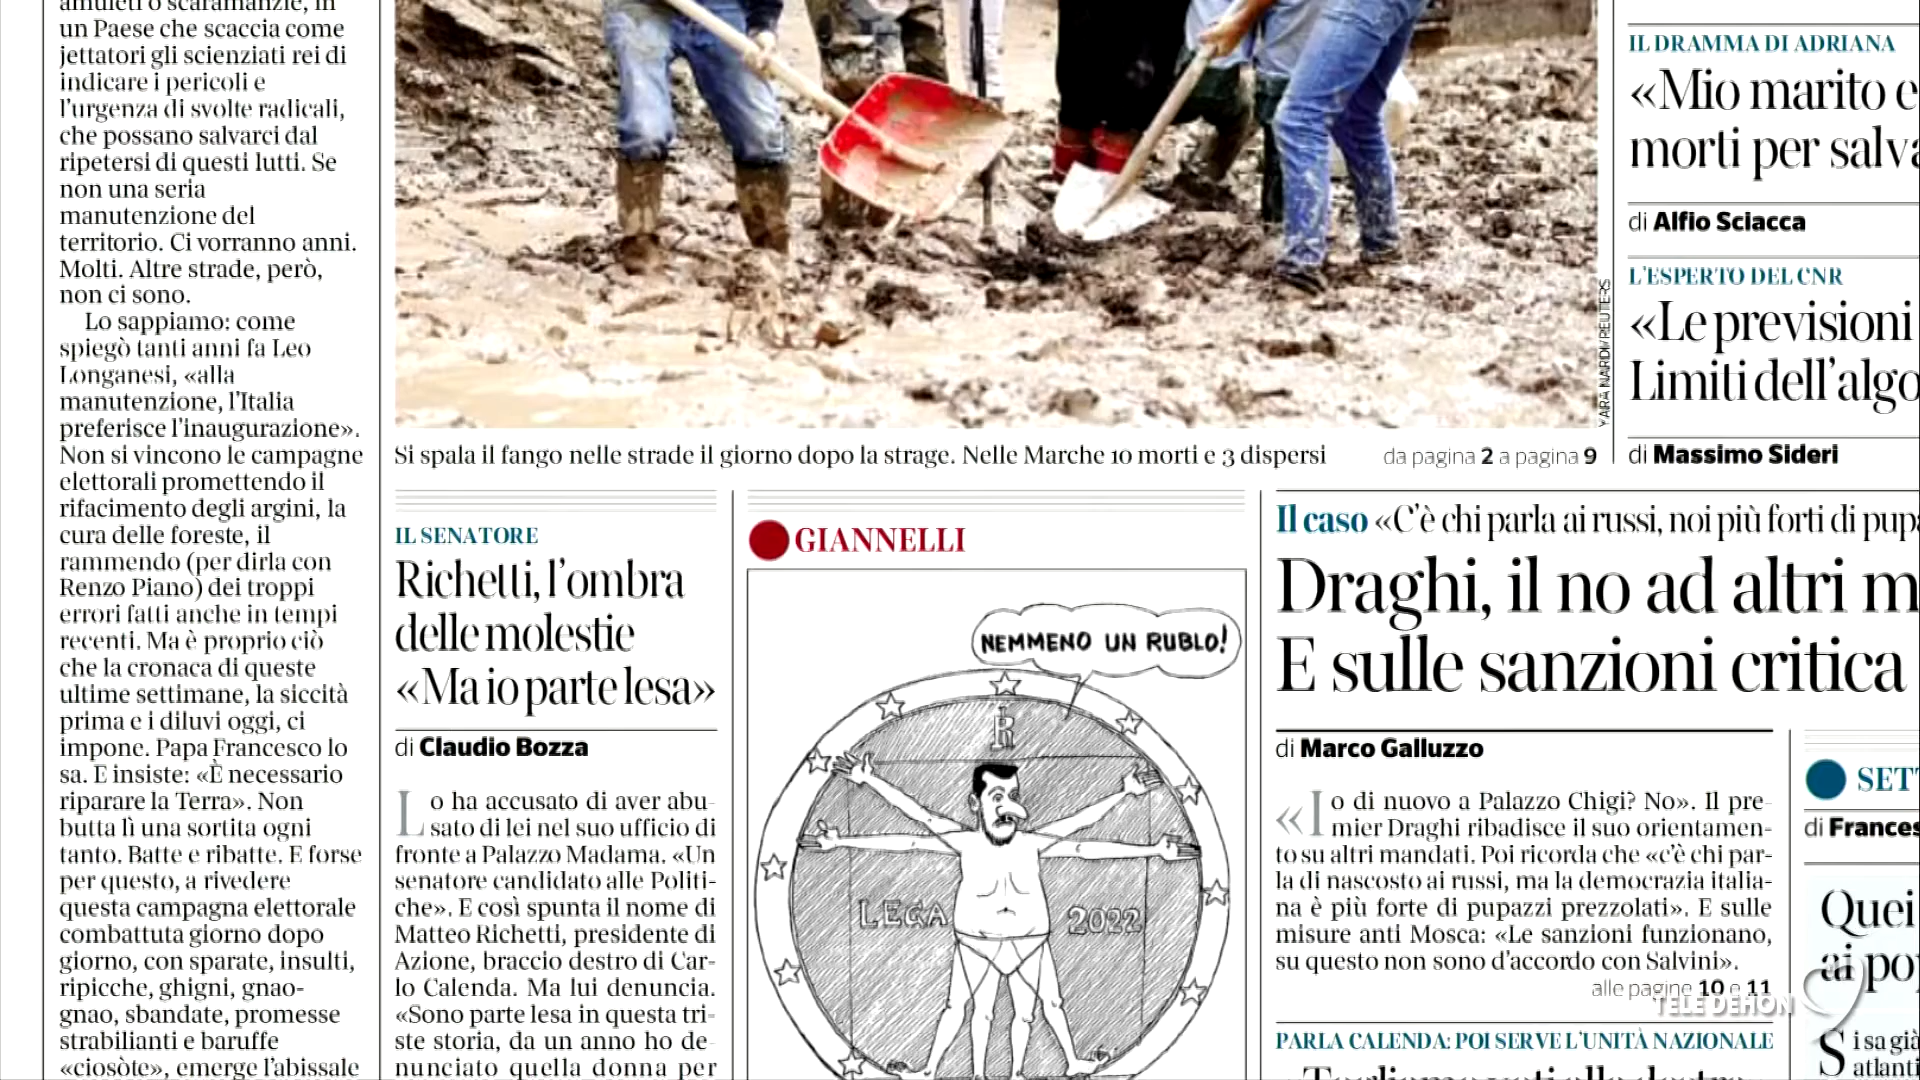 amuleti o scaramanzie, in
un Paese che scaccia come
jettatori gli scienziati rei di
indicare i pericoli e
l'urgenza di svolte radicali,
che possano salvarci dal
ripetersi di questi lutti. Se
non una seria
manutenzione del
territorio. Ci vorranno anni.
Molti. Altre strade, però,
non ci sono.
Lo sappiamo: come
spiegò tanti anni fa Leo
Longanesi, «alla
manutenzione, l'Italia
preferisce l'inaugurazione».
Non si vincono le campagne
elettorali promettendo il
rifacimento degli argini, la
cura delle foreste, il
rammendo (per dirla con
Renzo Piano) dei troppi
errori fatti anche in tempi
recenti. Ma è proprio ciò
che la cronaca di queste
ultime settimane, la siccità
prima e i diluvi oggi, ci
impone. Papa Francesco lo
sa. E insiste: «È necessario
riparare la Terra». Non
butta lì una sortita ogni
tanto. Batte e ribatte. E forse
per questo, a rivedere
questa campagna elettorale
combattuta giorno dopo
giorno, con sparate, insulti,
ripicche, ghigni, gnao-
gnao, sbandate, promesse
strabilianti e baruffe
«ciosòte», emerge l'abissale
YARA NARDI/REUTERS
Si spala il fango nelle strade il giorno dopo la strage. Nelle Marche 10 morti e 3 dispersi
da pagina 2 a pagina 9
IL DRAMMA DI ADRIANA
«Mio marito e
morti per salva
di Alfio Sciacca
L'ESPERTO DEL CNR
«Le previsioni
Limiti dell'algo
di Massimo Sideri
IL SENATORE
Richetti, l'ombra
delle molestie
«Ma io parte lesa»
di Claudio Bozza
Lo ha accusato di aver abu-
sato di lei nel suo ufficio di
fronte a Palazzo Madama. «Un
senatore candidato alle Politi-
che». E così spunta il nome di
Matteo Richetti, presidente di
Azione, braccio destro di Car-
lo Calenda. Ma lui denuncia.
«Sono parte lesa in questa tri-
ste storia, da un anno ho de-
nunciato quella donna per
GIANNELLI
NEMMENO UN RUBLO!
R
LEGA 2022
Il caso «C'è chi parla ai russi, noi più forti di pupa
Draghi, il no ad altri m
E sulle sanzioni critica
di Marco Galluzzo
«Io di nuovo a Palazzo Chigi? No». Il pre-
mier Draghi ribadisce il suo orientamen-
to su altri mandati. Poi ricorda che «c'è chi par-
la di nascosto ai russi, ma la democrazia italia-
na è più forte di pupazzi prezzolati». E sulle
misure anti Mosca: «Le sanzioni funzionano,
su questo non sono d'accordo con Salvini».
alle pagine 10 e 11
PARLA CALENDA: POI SERVE L'UNITÀ NAZIONALE
SETT
di Frances
Quei
ai po
Si sa già
atlanti
TELE DEHON